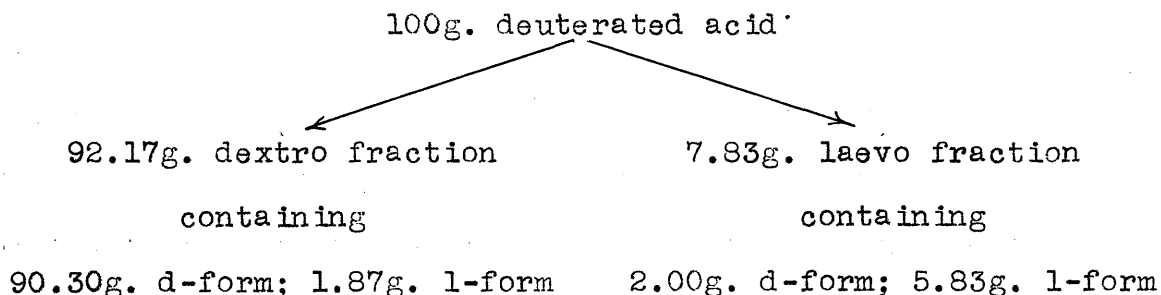 100g. deuterated acid
92.17g. dextro fraction 7.83g. laevo fraction
containing containing
90.30g. d-form; 1.87g. l-form 2.00g. d-form; 5.83g. l-form